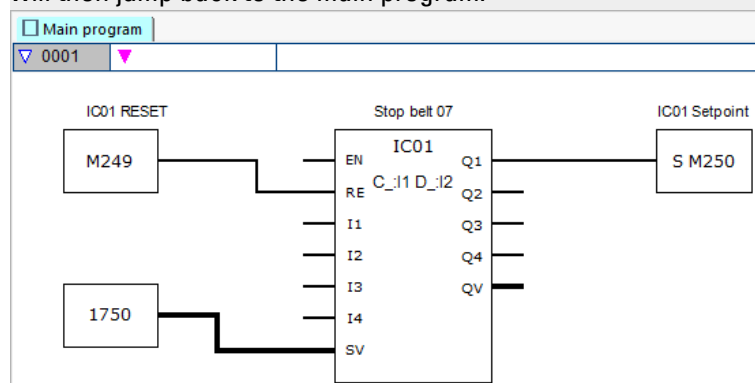 will then jump back to the main program.
Main program
0001
IC01 RESET
Stop belt 07
IC01 Setpoint
M249
IC01
S M250
EN
Q1
C_:I1 D_:I2
RE
Q2
I1
Q3
I2
Q4
I3
QV
1750
I4
SV